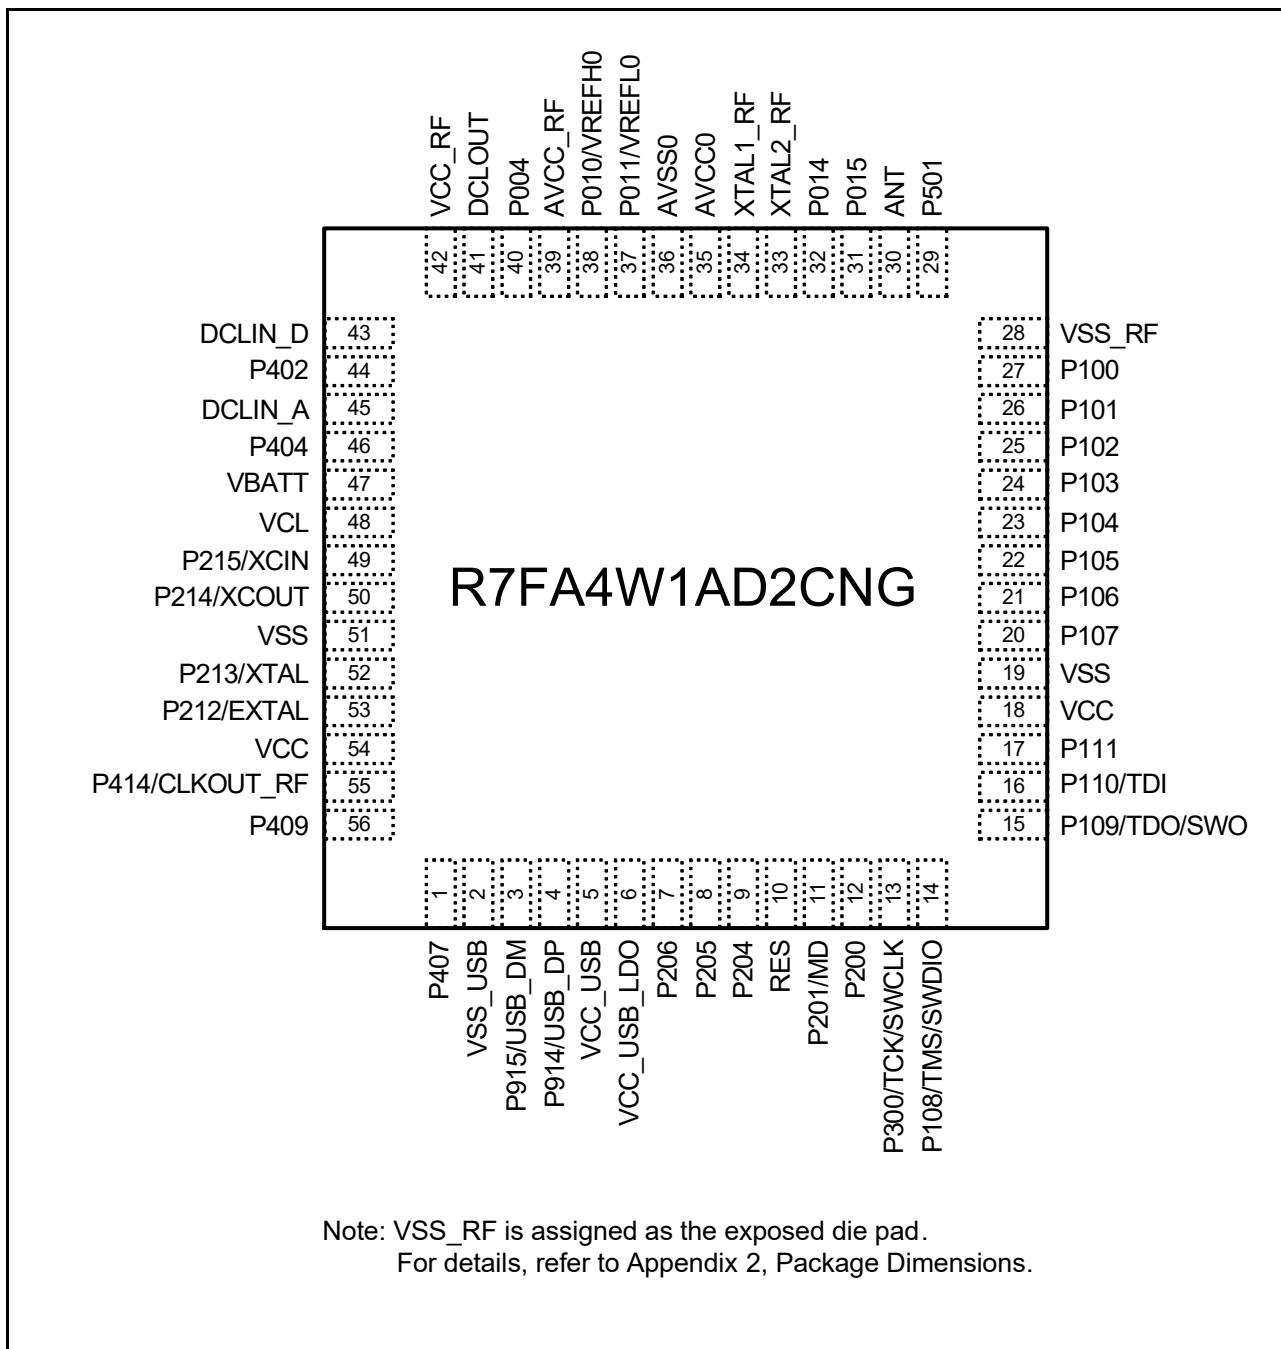 VCC_RF
DCLOUT
P004
AVCC_RF
P010/VREFH0
P011/VREFL0
AVSS0
AVCC0
XTAL1_RF
XTAL2_RF
P014
P015
ANT
P501
42
41
40
39
38
37
36
35
34
33
32
31
30
29
DCLIN_D 43
P402 44
DCLIN_A 45
P404 46
VBATT 47
VCL 48
P215/XCIN 49
P214/XCOUT 50
VSS 51
P213/XTAL 52
P212/EXTAL 53
VCC 54
P414/CLKOUT_RF 55
P409 56
R7FA4W1AD2CNG
28 VSS_RF
27 P100
26 P101
25 P102
24 P103
23 P104
22 P105
21 P106
20 P107
19 VSS
18 VCC
17 P111
16 P110/TDI
15 P109/TDO/SWO
1
2
3
4
5
6
7
8
9
10
11
12
13
14
P407
VSS_USB
P915/USB_DM
P914/USB_DP
VCC_USB
VCC_USB_LDO
P206
P205
P204
RES
P201/MD
P200
P300/TCK/SWCLK
P108/TMS/SWDIO
Note: VSS_RF is assigned as the exposed die pad.
For details, refer to Appendix 2, Package Dimensions.